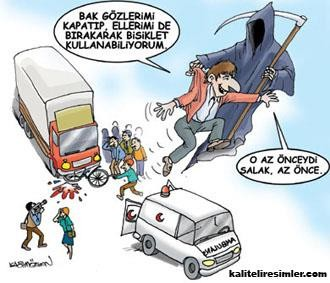 BAK GÖZLERİMİ
KAPATIP, ELLERİMİ DE
BIRAKARAK BİSİKLET
KULLANABİLİYORUM.
O AZ ÖNCEYDİ
SALAK, AZ ÖNCE.
kaliteliresimler.com